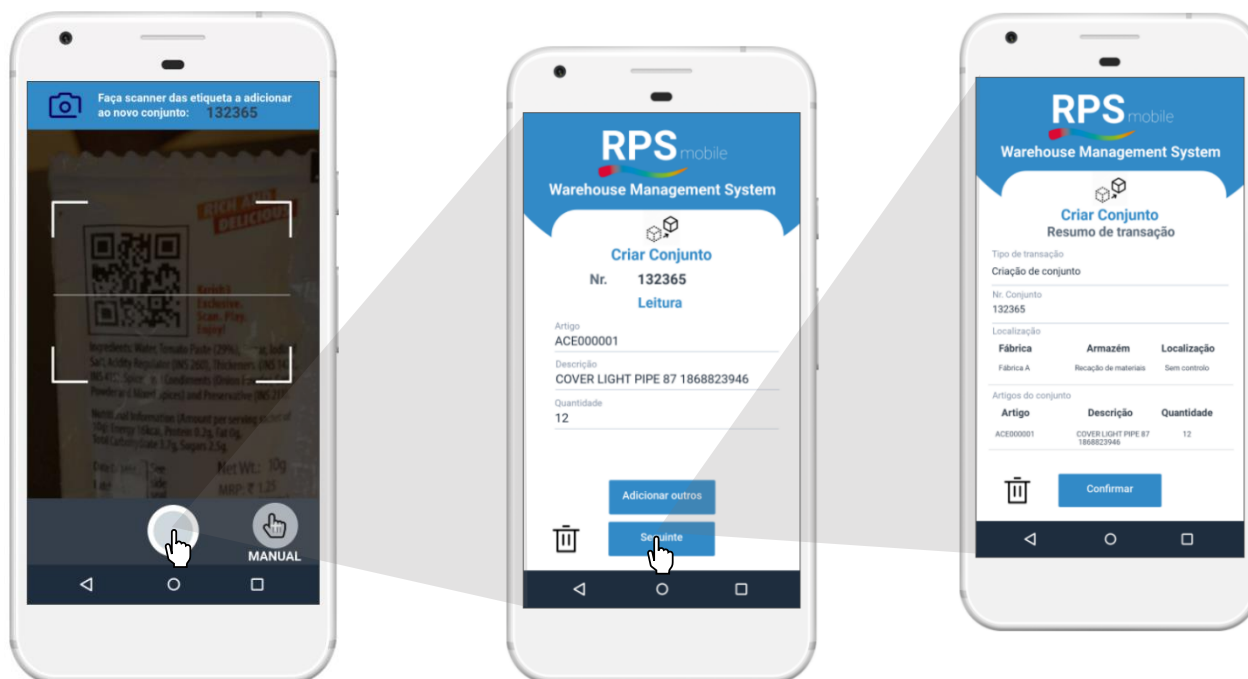 Faça scanner das etiqueta a adicionar
ao novo conjunto: 132365
RICH AND
DELICIOUS!
Exclusive.
Scan. Play.
Enjoy!
Net Wt.: 10g
MRP: ₹ 1.25
MANUAL
RPS mobile
Warehouse Management System
Criar Conjunto
Nr. 132365
Leitura
Artigo
ACE000001
Descrição
COVER LIGHT PIPE 87 1868823946
Quantidade
12
Adicionar outros
Seguinte
RPS mobile
Warehouse Management System
Criar Conjunto
Resumo de transação
Tipo de transação
Criação de conjunto
Nr. Conjunto
132365
Localização
Fábrica Armazém Localização
Fábrica A Recação de materiais Sem controlo
Artigos do conjunto
Artigo Descrição Quantidade
ACE000001 COVER LIGHT PIPE 87 12
1868823946
Confirmar